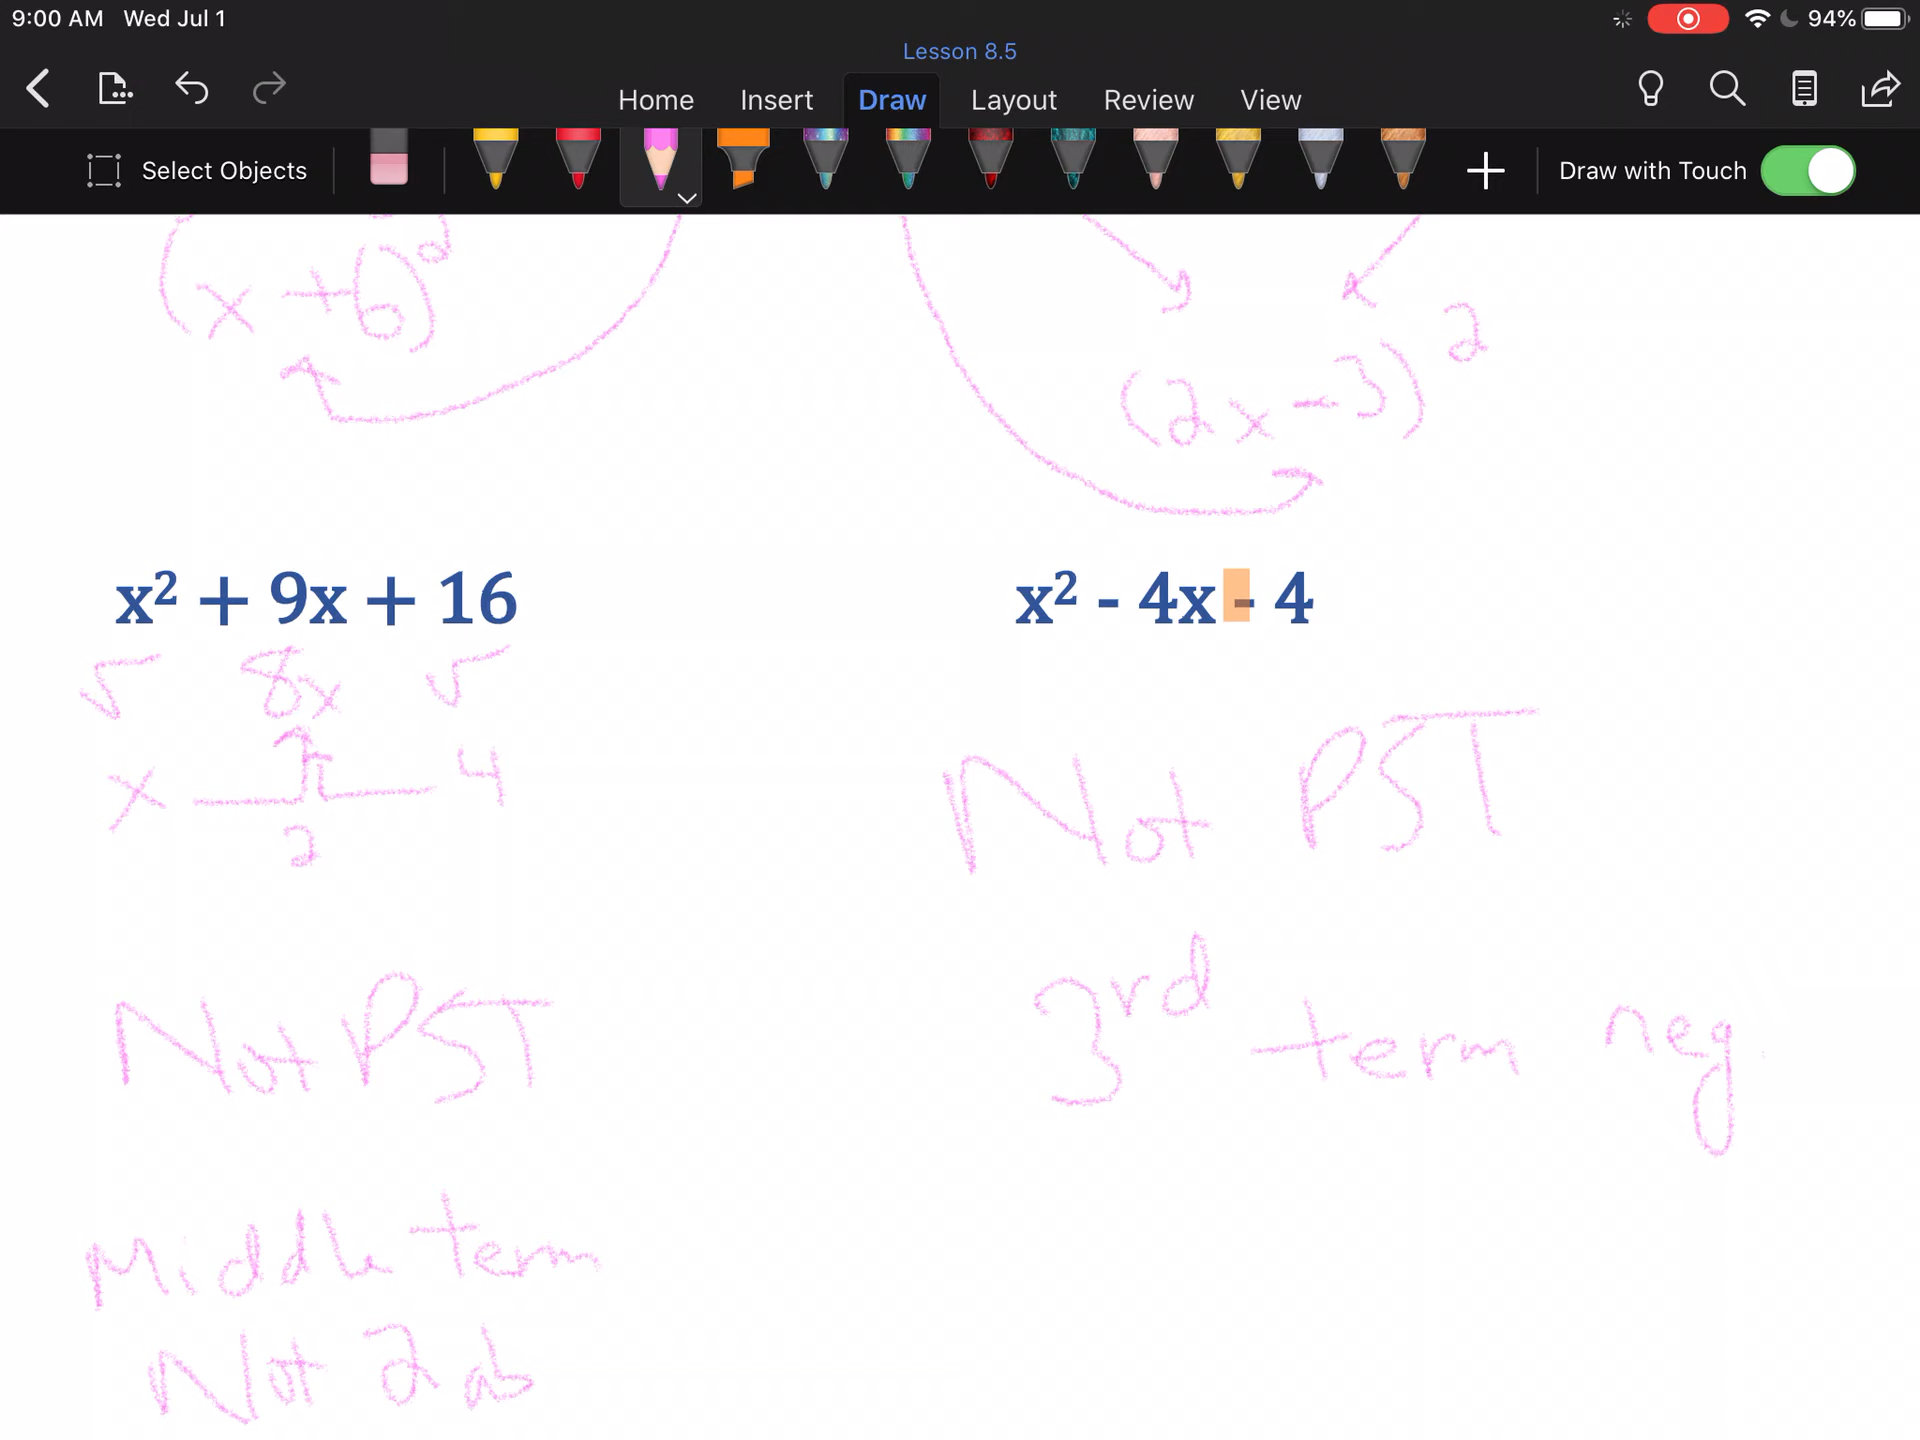 9:00 AM Wed Jul 1
94%
Lesson 8.5
Home Insert Draw Layout Review View
Select Objects
Draw with Touch
(x + 6)²
(2x - 3)²
x² + 9x + 16
√ 8x √
x 4
2
Not PST
Middle term
Not 2ab
x² - 4x - 4
Not PST
3rd term neg